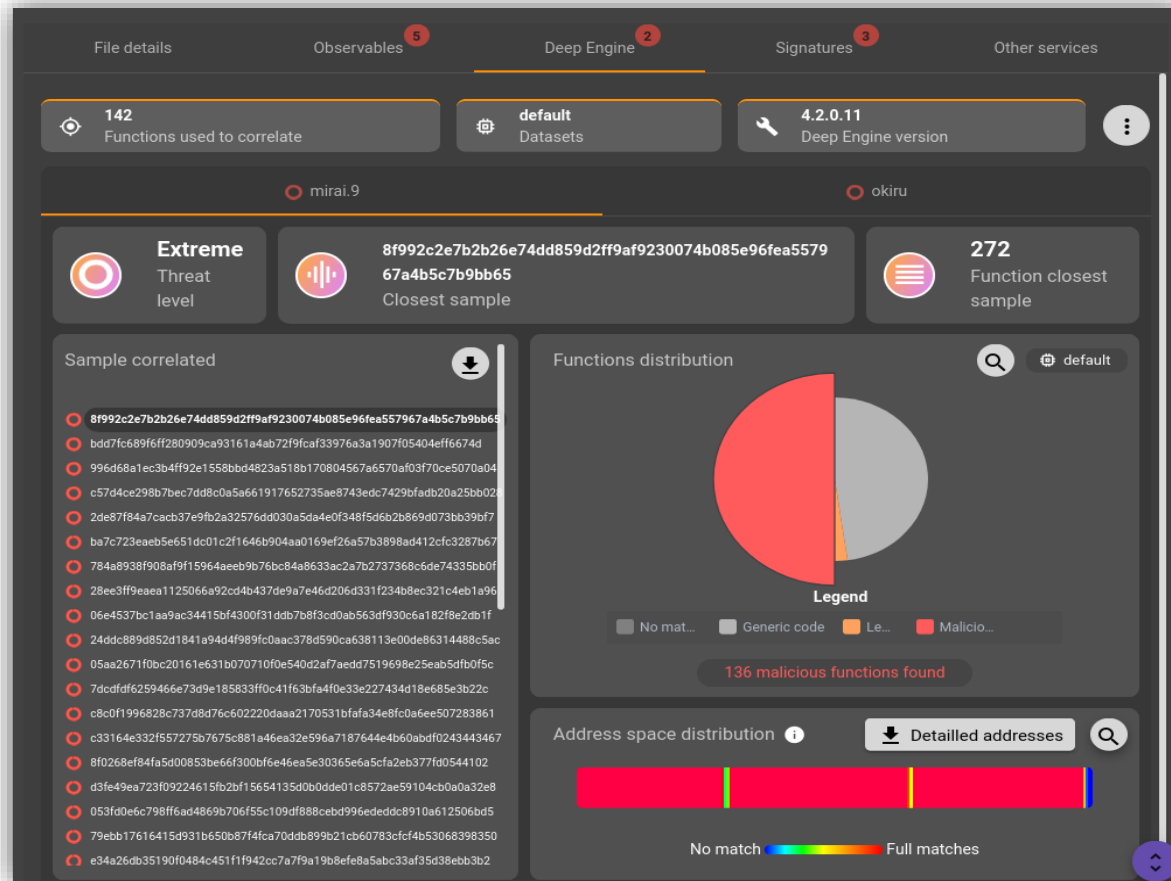 File details
Observables 5
Deep Engine 2
Signatures 3
Other services
142
Functions used to correlate
default
Datasets
4.2.0.11
Deep Engine version
mirai.9
okiru
Extreme
Threat
level
8f992c2e7b2b26e74dd859d2ff9af9230074b085e96fea5579
67a4b5c7b9bb65
Closest sample
272
Function closest
sample
Sample correlated
8f992c2e7b2b26e74dd859d2ff9af9230074b085e96fea557967a4b5c7b9bb65
bdd7fc689f6ff280909ca93161a4ab72f9fcaf33976a3a1907f05404eff6674d
996d68a1ec3b4ff92e1558bbd4823a518b170804567a6570af03f70ce5070a04
c57d4ce298b7bec7dd8c0a5a661917652735ae8743edc7429bfadb20a25bb028
2de87f84a7cacb37e9fb2a32576dd030a5da4e0f348f5d6b2b869d073bb39bf7
ba7c723eaeb5e651dc01c2f1646b904aa0169ef26a57b3898ad412cfc3287b67
784a8938f908af9f15964aeeb9b76bc84a8633ac2a7b2737368c6de74335bb0f
28ee3ff9eaea1125066a92cd4b437de9a7e46d206d331f234b8ec321c4eb1a96
06e4537bc1aa9ac34415bf4300f31ddb7b8f3cd0ab563df930c6a182f8e2db1f
24ddc889d852d1841a94d4f989fc0aac378d590ca638113e00de86314488c5ac
05aa2671f0bc20161e631b070710f0e540d2af7aedd7519698e25eab5dfb0f5c
7dcdfdf6259466e73d9e185833ff0c41f63bfa4f0e33e227434d18e685e3b22c
c8c0f1996828c737d8d76c602220daaa2170531bfafa34e8fc0a6ee507283861
c33164e332f557275b7675c881a46ea32e596a7187644e4b60abdf0243443467
8f0268ef84fa5d00853be66f300bf6e46ea5e30365e6a5cfa2eb377fd0544102
d3fe49ea723f09224615fb2bf15654135d0b0dde01c8572ae59104cb0a0a32e8
053fd0e6c798ff6ad4869b706f55c109df888cebd996ededdc8910a612506bd5
79ebb17616415d931b650b87f4fca70ddb899b21cb60783cfcf4b53068398350
e34a26db35190f0484c451f1f942cc7a7f9a19b8efe8a5abc33af35d38ebb3b2
Functions distribution
default
Legend
No mat...
Generic code
Le...
Malicio...
136 malicious functions found
Address space distribution
Detailled addresses
No match
Full matches